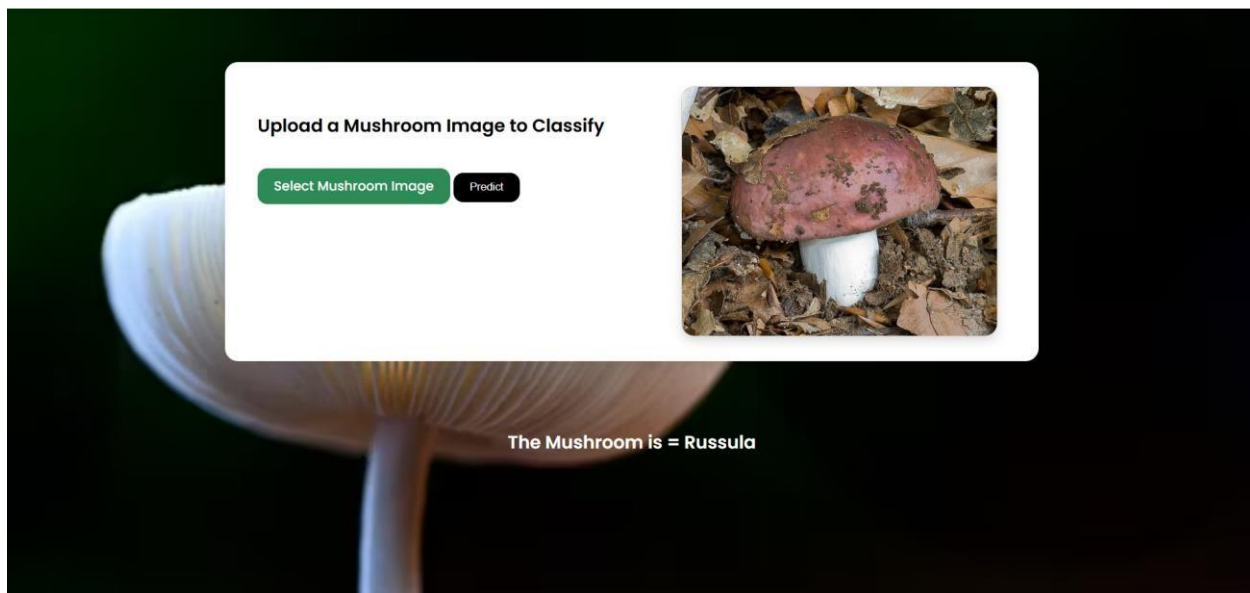 Upload a Mushroom Image to Classify
Select Mushroom Image
Predict
The Mushroom is = Russula